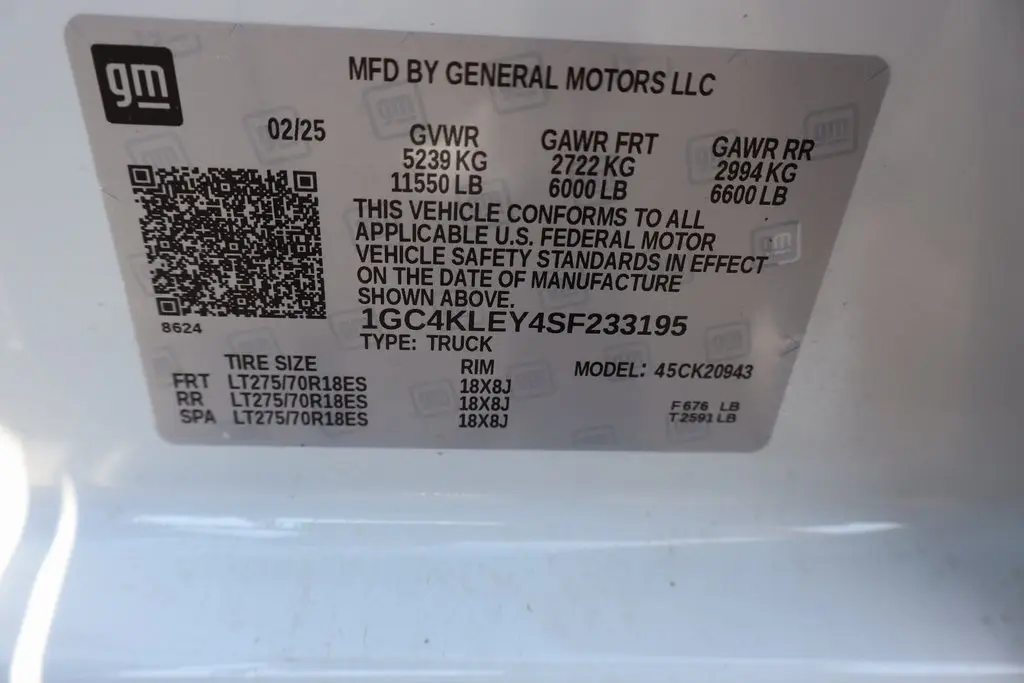 gm
MFD BY GENERAL MOTORS LLC
02/25 GVWR GAWR FRT GAWR RR
5239 KG 2722 KG 2994 KG
11550 LB 6000 LB 6600 LB
THIS VEHICLE CONFORMS TO ALL
APPLICABLE U.S. FEDERAL MOTOR
VEHICLE SAFETY STANDARDS IN EFFECT
ON THE DATE OF MANUFACTURE
SHOWN ABOVE.
8624
1GC4KLEY4SF233195
TYPE: TRUCK
TIRE SIZE RIM MODEL: 45CK20943
FRT LT275/70R18ES 18X8J
RR LT275/70R18ES 18X8J F 676 LB
SPA LT275/70R18ES 18X8J T 2591 LB